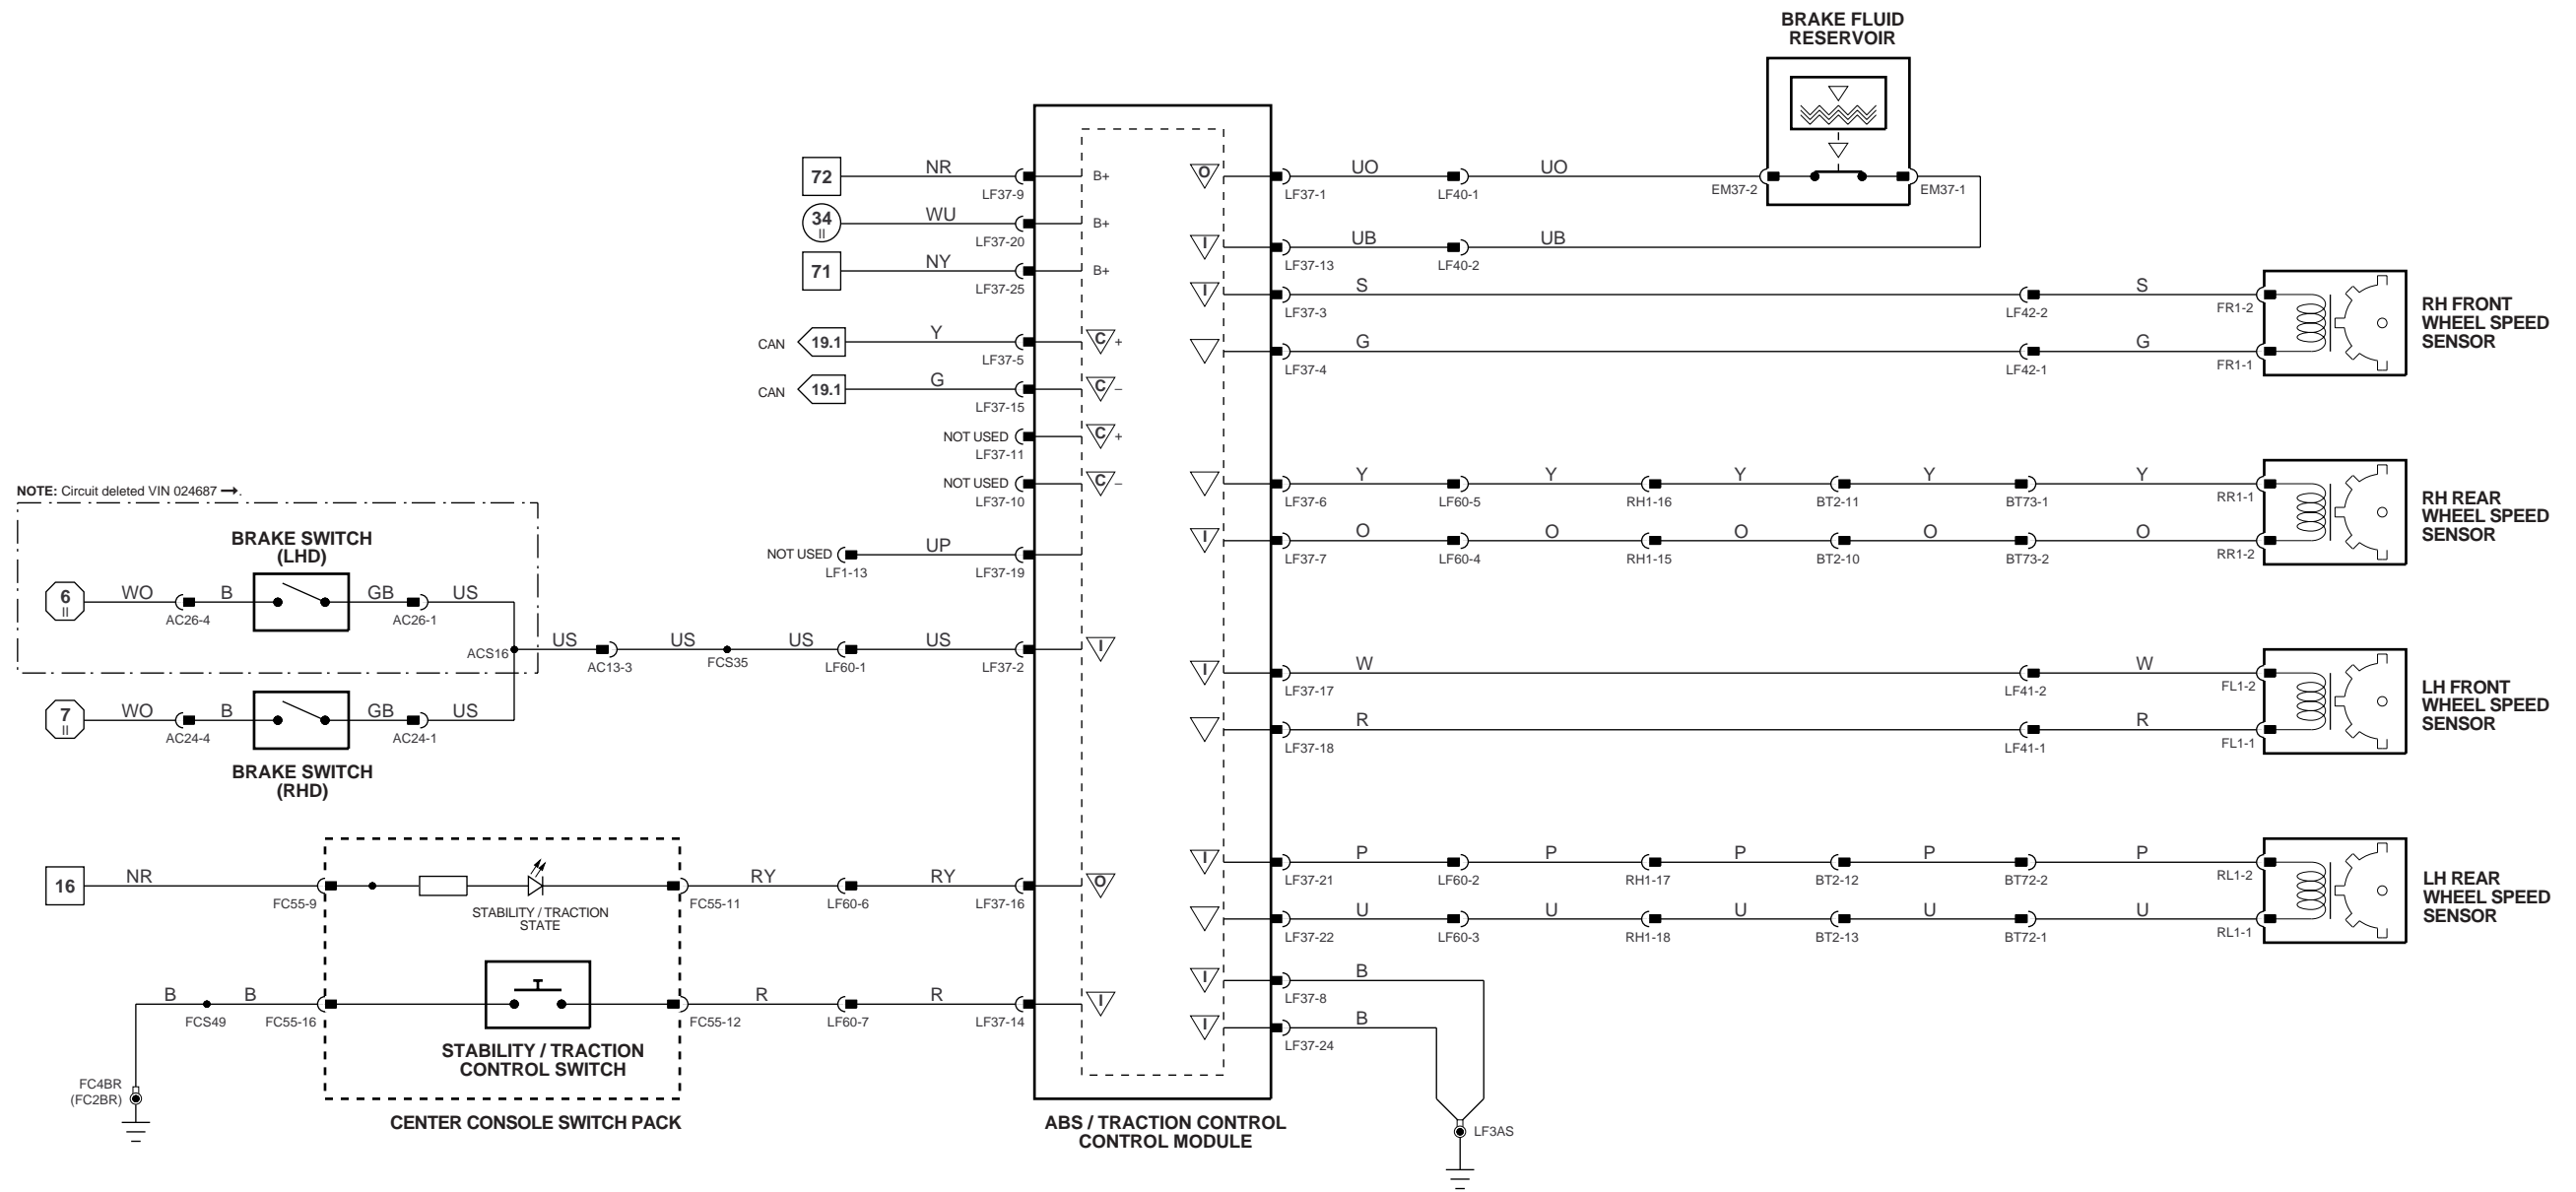 BRAKE FLUID
RESERVOIR
72 NR LF37-9 B+
34 II WU LF37-20 B+
71 NY LF37-25 B+
CAN 19.1 Y LF37-5 C +
CAN 19.1 G LF37-15 C –
NOT USED LF37-11 C +
NOT USED LF37-10 C –
NOT USED LF1-13 UP LF37-19
NOTE: Circuit deleted VIN 024687 →.
BRAKE SWITCH
(LHD)
6 II WO AC26-4 B GB AC26-1 US
ACS16 US AC13-3 US FCS35 US LF60-1 US LF37-2 I
7 II WO AC24-4 B GB AC24-1 US
BRAKE SWITCH
(RHD)
16 NR FC55-9 FC55-11 RY LF60-6 RY LF37-16 O
STABILITY / TRACTION
STATE
B FCS49 B FC55-16 FC55-12 R LF60-7 R LF37-14 I
STABILITY / TRACTION
CONTROL SWITCH
FC4BR
(FC2BR)
CENTER CONSOLE SWITCH PACK
ABS / TRACTION CONTROL
CONTROL MODULE
O LF37-1 UO LF40-1 UO EM37-2 EM37-1
I LF37-13 UB LF40-2 UB
I LF37-3 S LF42-2 S FR1-2
LF37-4 G LF42-1 G FR1-1
RH FRONT
WHEEL SPEED
SENSOR
LF37-6 Y LF60-5 Y RH1-16 Y BT2-11 Y BT73-1 Y RR1-1
I LF37-7 O LF60-4 O RH1-15 O BT2-10 O BT73-2 O RR1-2
RH REAR
WHEEL SPEED
SENSOR
I LF37-17 W LF41-2 W FL1-2
LF37-18 R LF41-1 R FL1-1
LH FRONT
WHEEL SPEED
SENSOR
I LF37-21 P LF60-2 P RH1-17 P BT2-12 P BT72-2 P RL1-2
LF37-22 U LF60-3 U RH1-18 U BT2-13 U BT72-1 U RL1-1
LH REAR
WHEEL SPEED
SENSOR
I LF37-8 B
I LF37-24 B
LF3AS